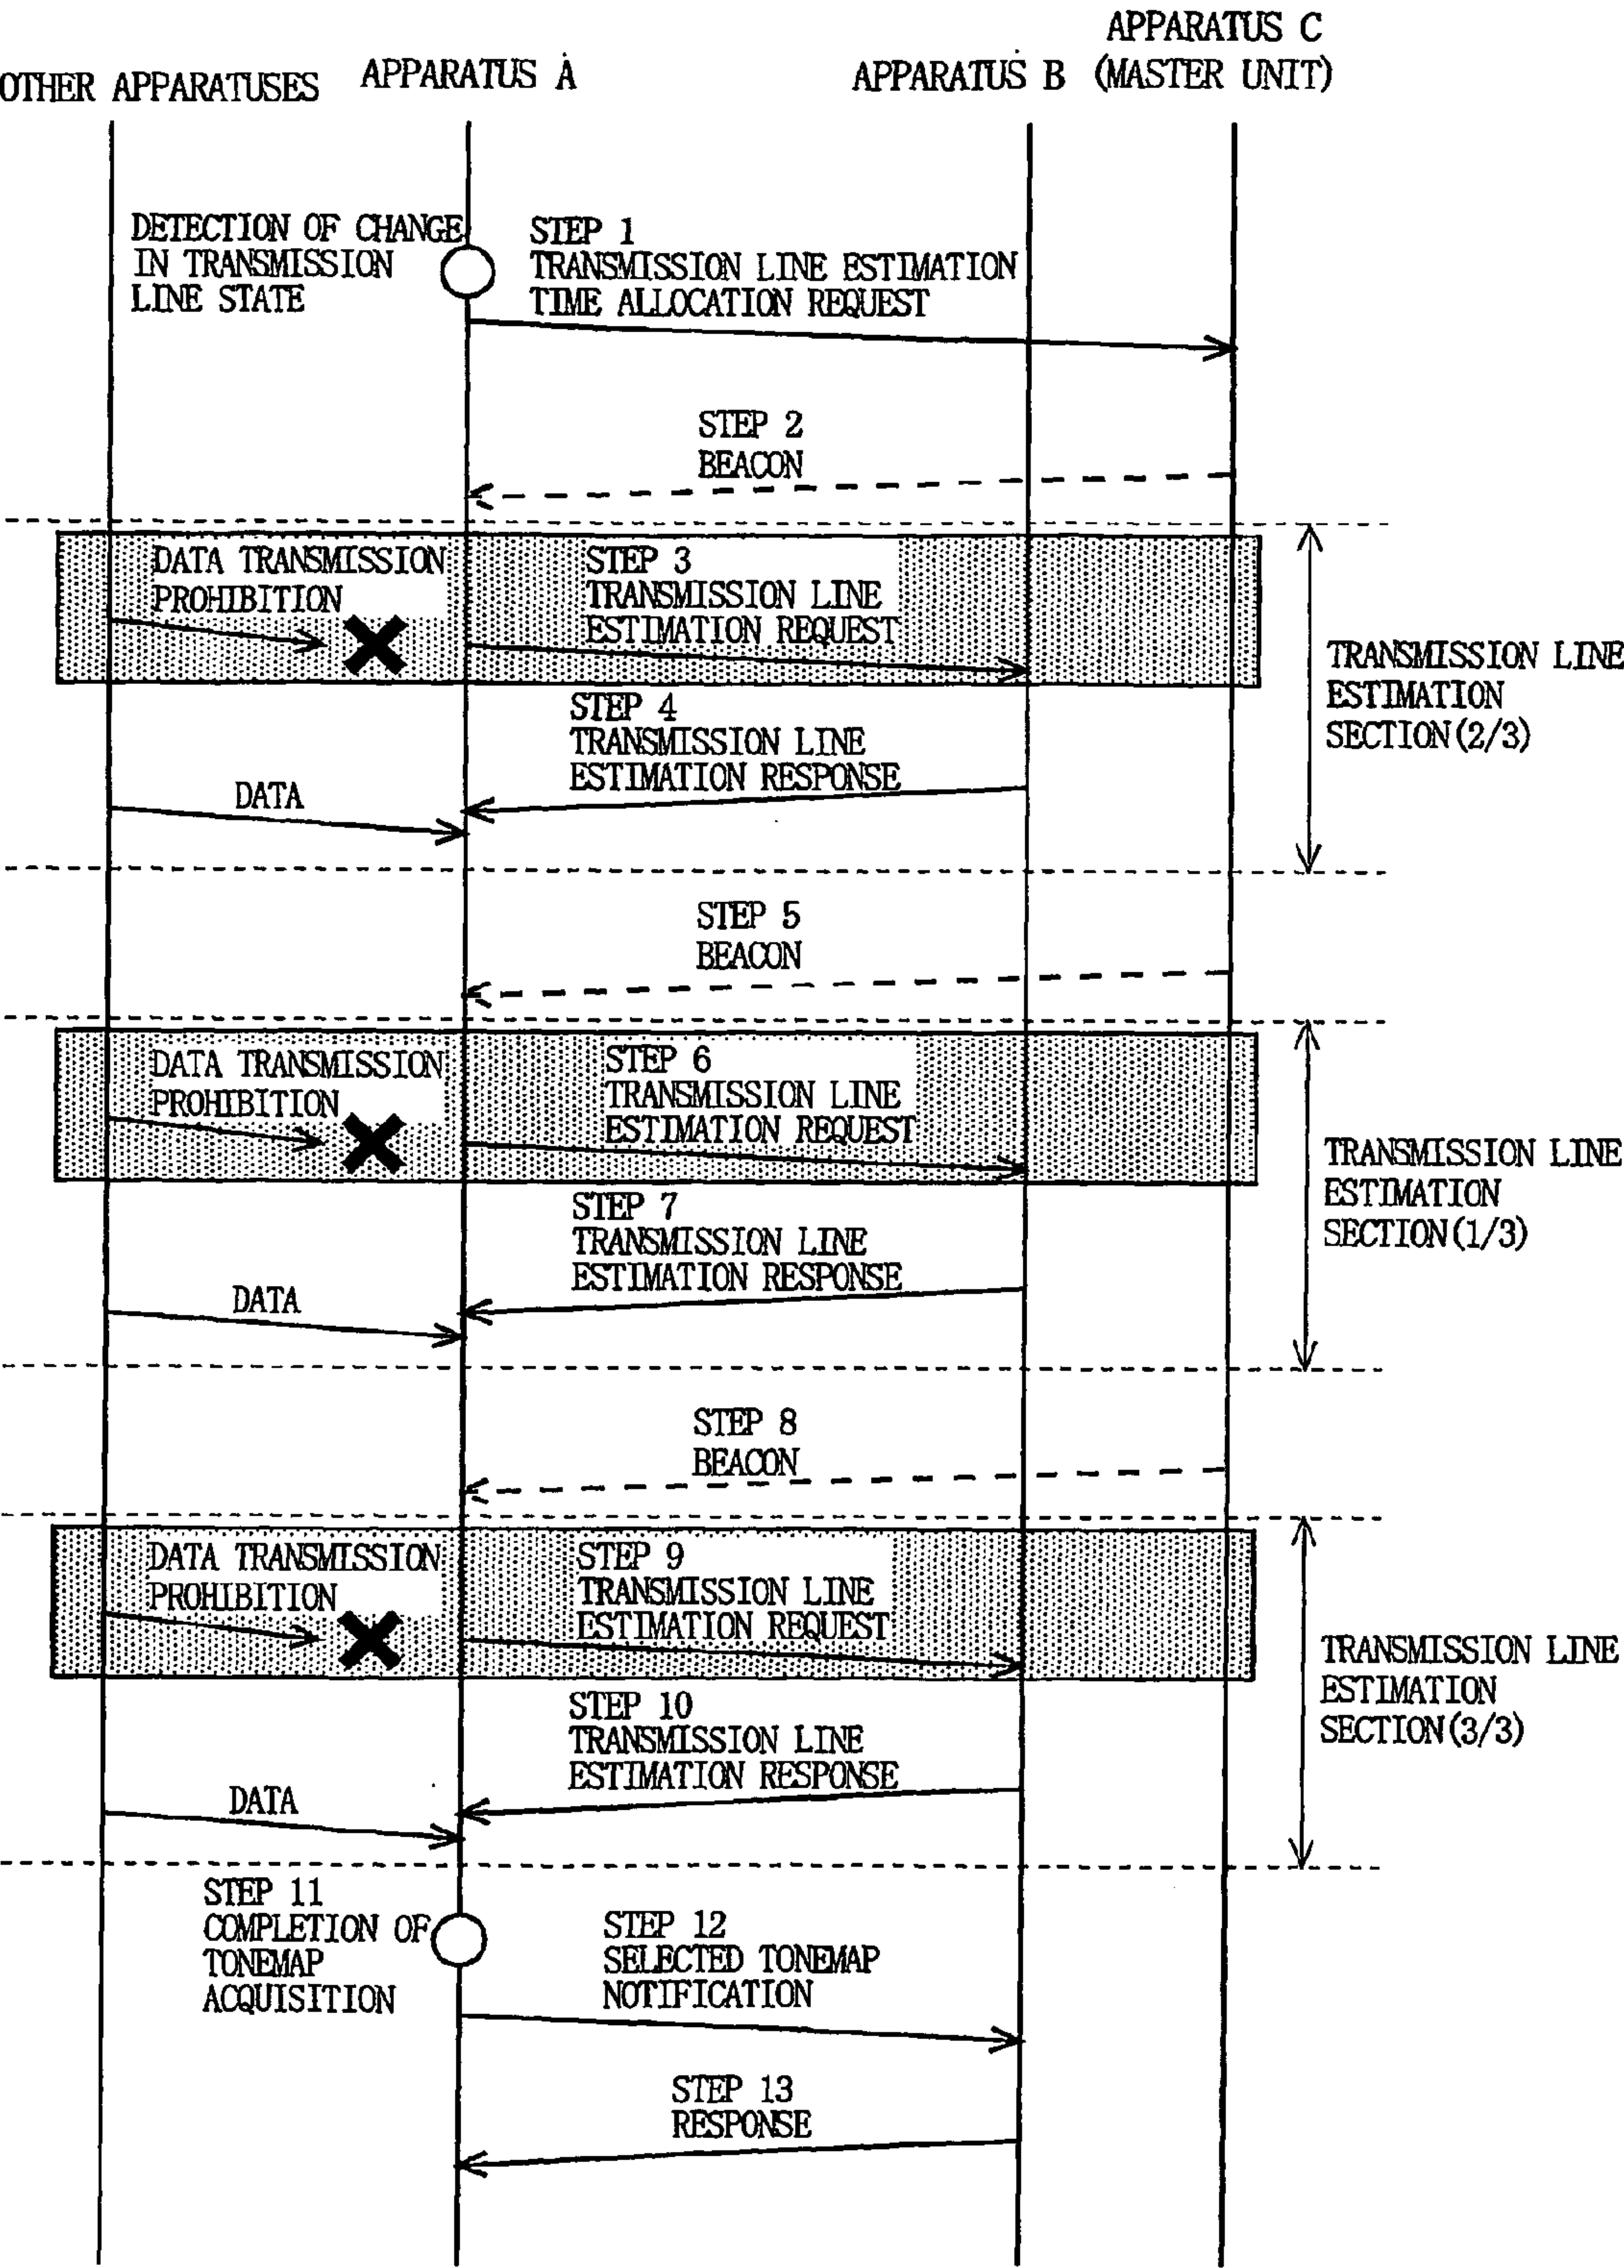 OTHER APPARATUSES
APPARATUS A
APPARATUS B
APPARATUS C
(MASTER UNIT)
DETECTION OF CHANGE
IN TRANSMISSION
LINE STATE
STEP 1
TRANSMISSION LINE ESTIMATION
TIME ALLOCATION REQUEST
STEP 2
BEACON
DATA TRANSMISSION
PROHIBITION
STEP 3
TRANSMISSION LINE
ESTIMATION REQUEST
TRANSMISSION LINE
ESTIMATION
SECTION(2/3)
STEP 4
TRANSMISSION LINE
ESTIMATION RESPONSE
DATA
STEP 5
BEACON
DATA TRANSMISSION
PROHIBITION
STEP 6
TRANSMISSION LINE
ESTIMATION REQUEST
TRANSMISSION LINE
ESTIMATION
SECTION(1/3)
STEP 7
TRANSMISSION LINE
ESTIMATION RESPONSE
DATA
STEP 8
BEACON
DATA TRANSMISSION
PROHIBITION
STEP 9
TRANSMISSION LINE
ESTIMATION REQUEST
TRANSMISSION LINE
ESTIMATION
SECTION(3/3)
STEP 10
TRANSMISSION LINE
ESTIMATION RESPONSE
DATA
STEP 11
COMPLETION OF
TONEMAP
ACQUISITION
STEP 12
SELECTED TONEMAP
NOTIFICATION
STEP 13
RESPONSE